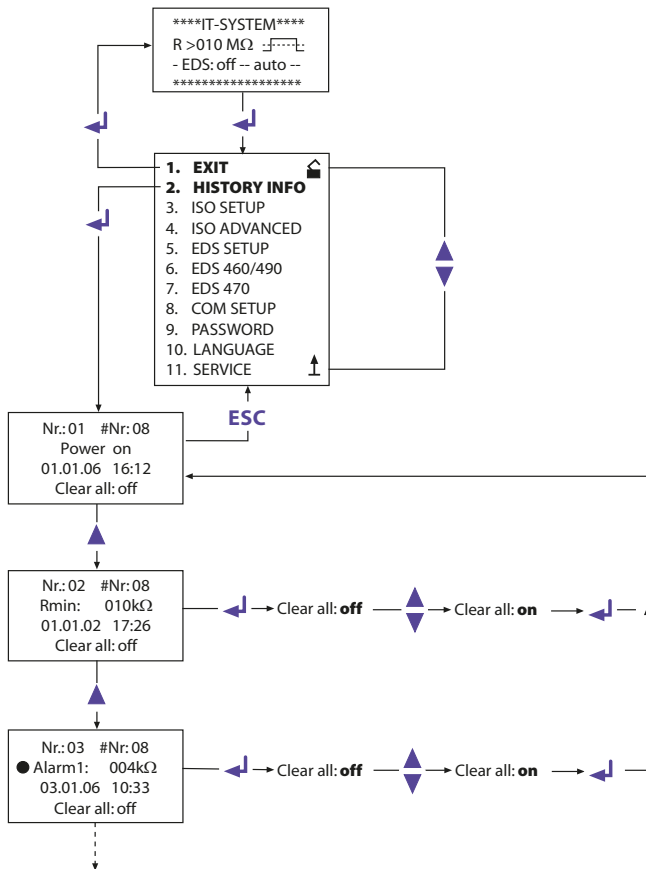 ****IT-SYSTEM****
R >010 MΩ
- EDS: off -- auto --
*****************
1. EXIT
2. HISTORY INFO
3. ISO SETUP
4. ISO ADVANCED
5. EDS SETUP
6. EDS 460/490
7. EDS 470
8. COM SETUP
9. PASSWORD
10. LANGUAGE
11. SERVICE
ESC
Nr.: 01 #Nr: 08
Power on
01.01.06 16:12
Clear all: off
Nr.: 02 #Nr: 08
Rmin: 010kΩ
01.01.02 17:26
Clear all: off
Clear all: off
Clear all: on
Nr.: 03 #Nr: 08
Alarm1: 004kΩ
03.01.06 10:33
Clear all: off
Clear all: off
Clear all: on